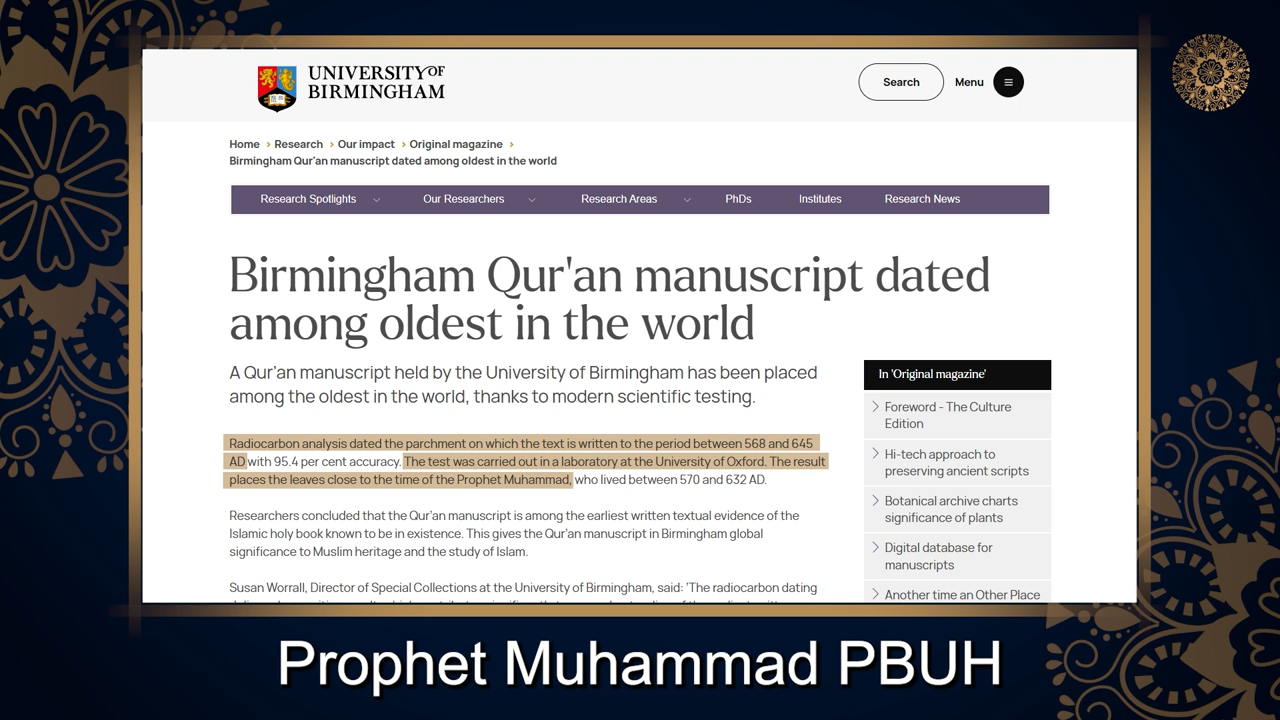 UNIVERSITY OF
BIRMINGHAM
Search
Menu
Home > Research > Our impact > Original magazine >
Birmingham Qur'an manuscript dated among oldest in the world
Research Spotlights Our Researchers Research Areas PhDs Institutes Research News
Birmingham Qur'an manuscript dated
among oldest in the world
A Qur'an manuscript held by the University of Birmingham has been placed
among the oldest in the world, thanks to modern scientific testing.
Radiocarbon analysis dated the parchment on which the text is written to the period between 568 and 645
AD with 95.4 per cent accuracy. The test was carried out in a laboratory at the University of Oxford. The result
places the leaves close to the time of the Prophet Muhammad, who lived between 570 and 632 AD.
Researchers concluded that the Qur'an manuscript is among the earliest written textual evidence of the
Islamic holy book known to be in existence. This gives the Qur'an manuscript in Birmingham global
significance to Muslim heritage and the study of Islam.
Susan Worrall, Director of Special Collections at the University of Birmingham, said: 'The radiocarbon dating
In 'Original magazine'
Foreword - The Culture
Edition
Hi-tech approach to
preserving ancient scripts
Botanical archive charts
significance of plants
Digital database for
manuscripts
Another time an Other Place
Prophet Muhammad PBUH